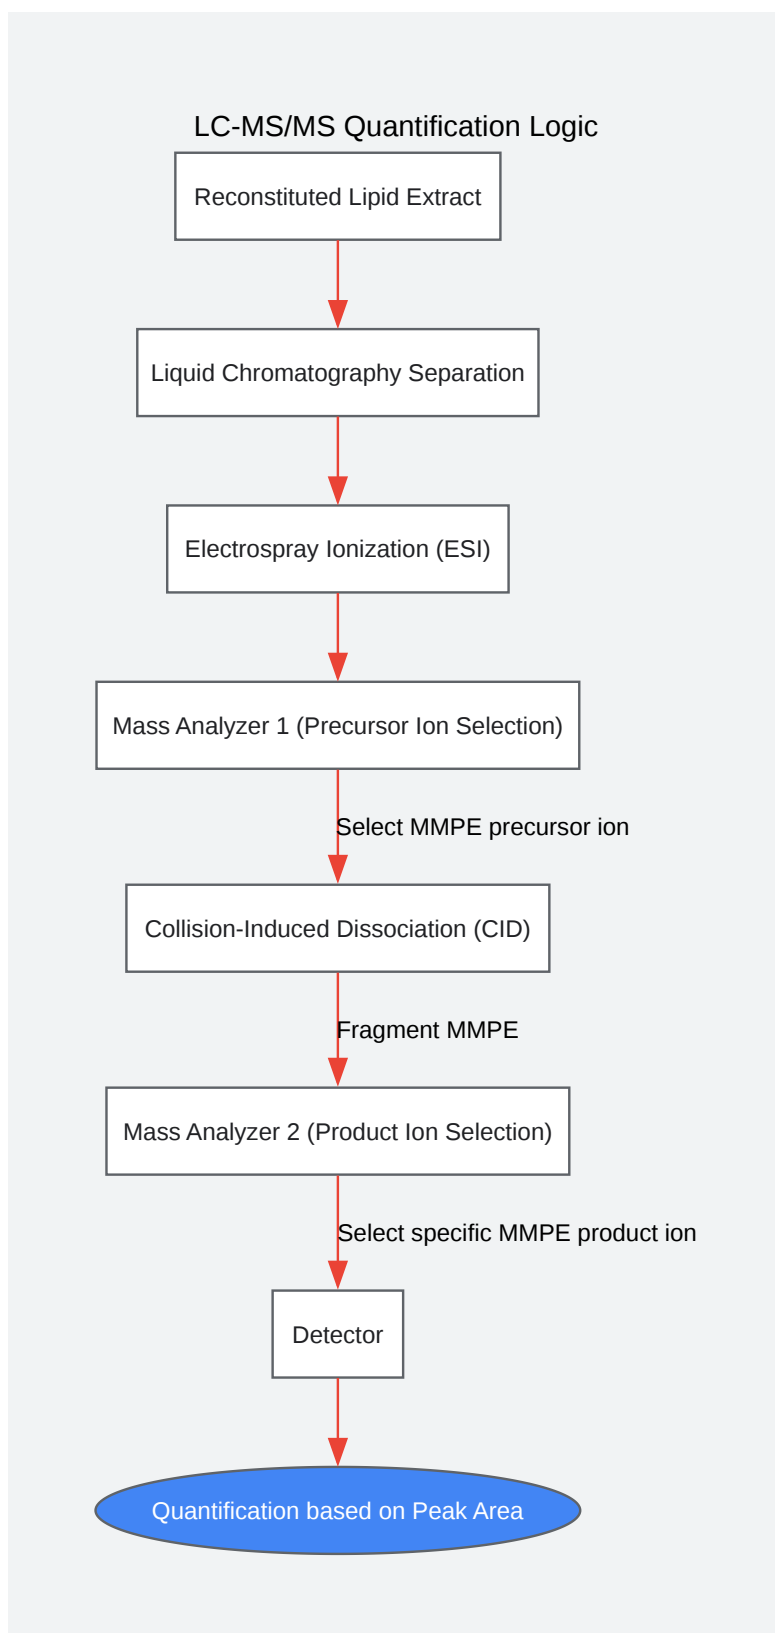 LC-MS/MS Quantification Logic
Reconstituted Lipid Extract
Liquid Chromatography Separation
Electrospray Ionization (ESI)
Mass Analyzer 1 (Precursor Ion Selection)
Select MMPE precursor ion
Collision-Induced Dissociation (CID)
Fragment MMPE
Mass Analyzer 2 (Product Ion Selection)
Select specific MMPE product ion
Detector
Quantification based on Peak Area